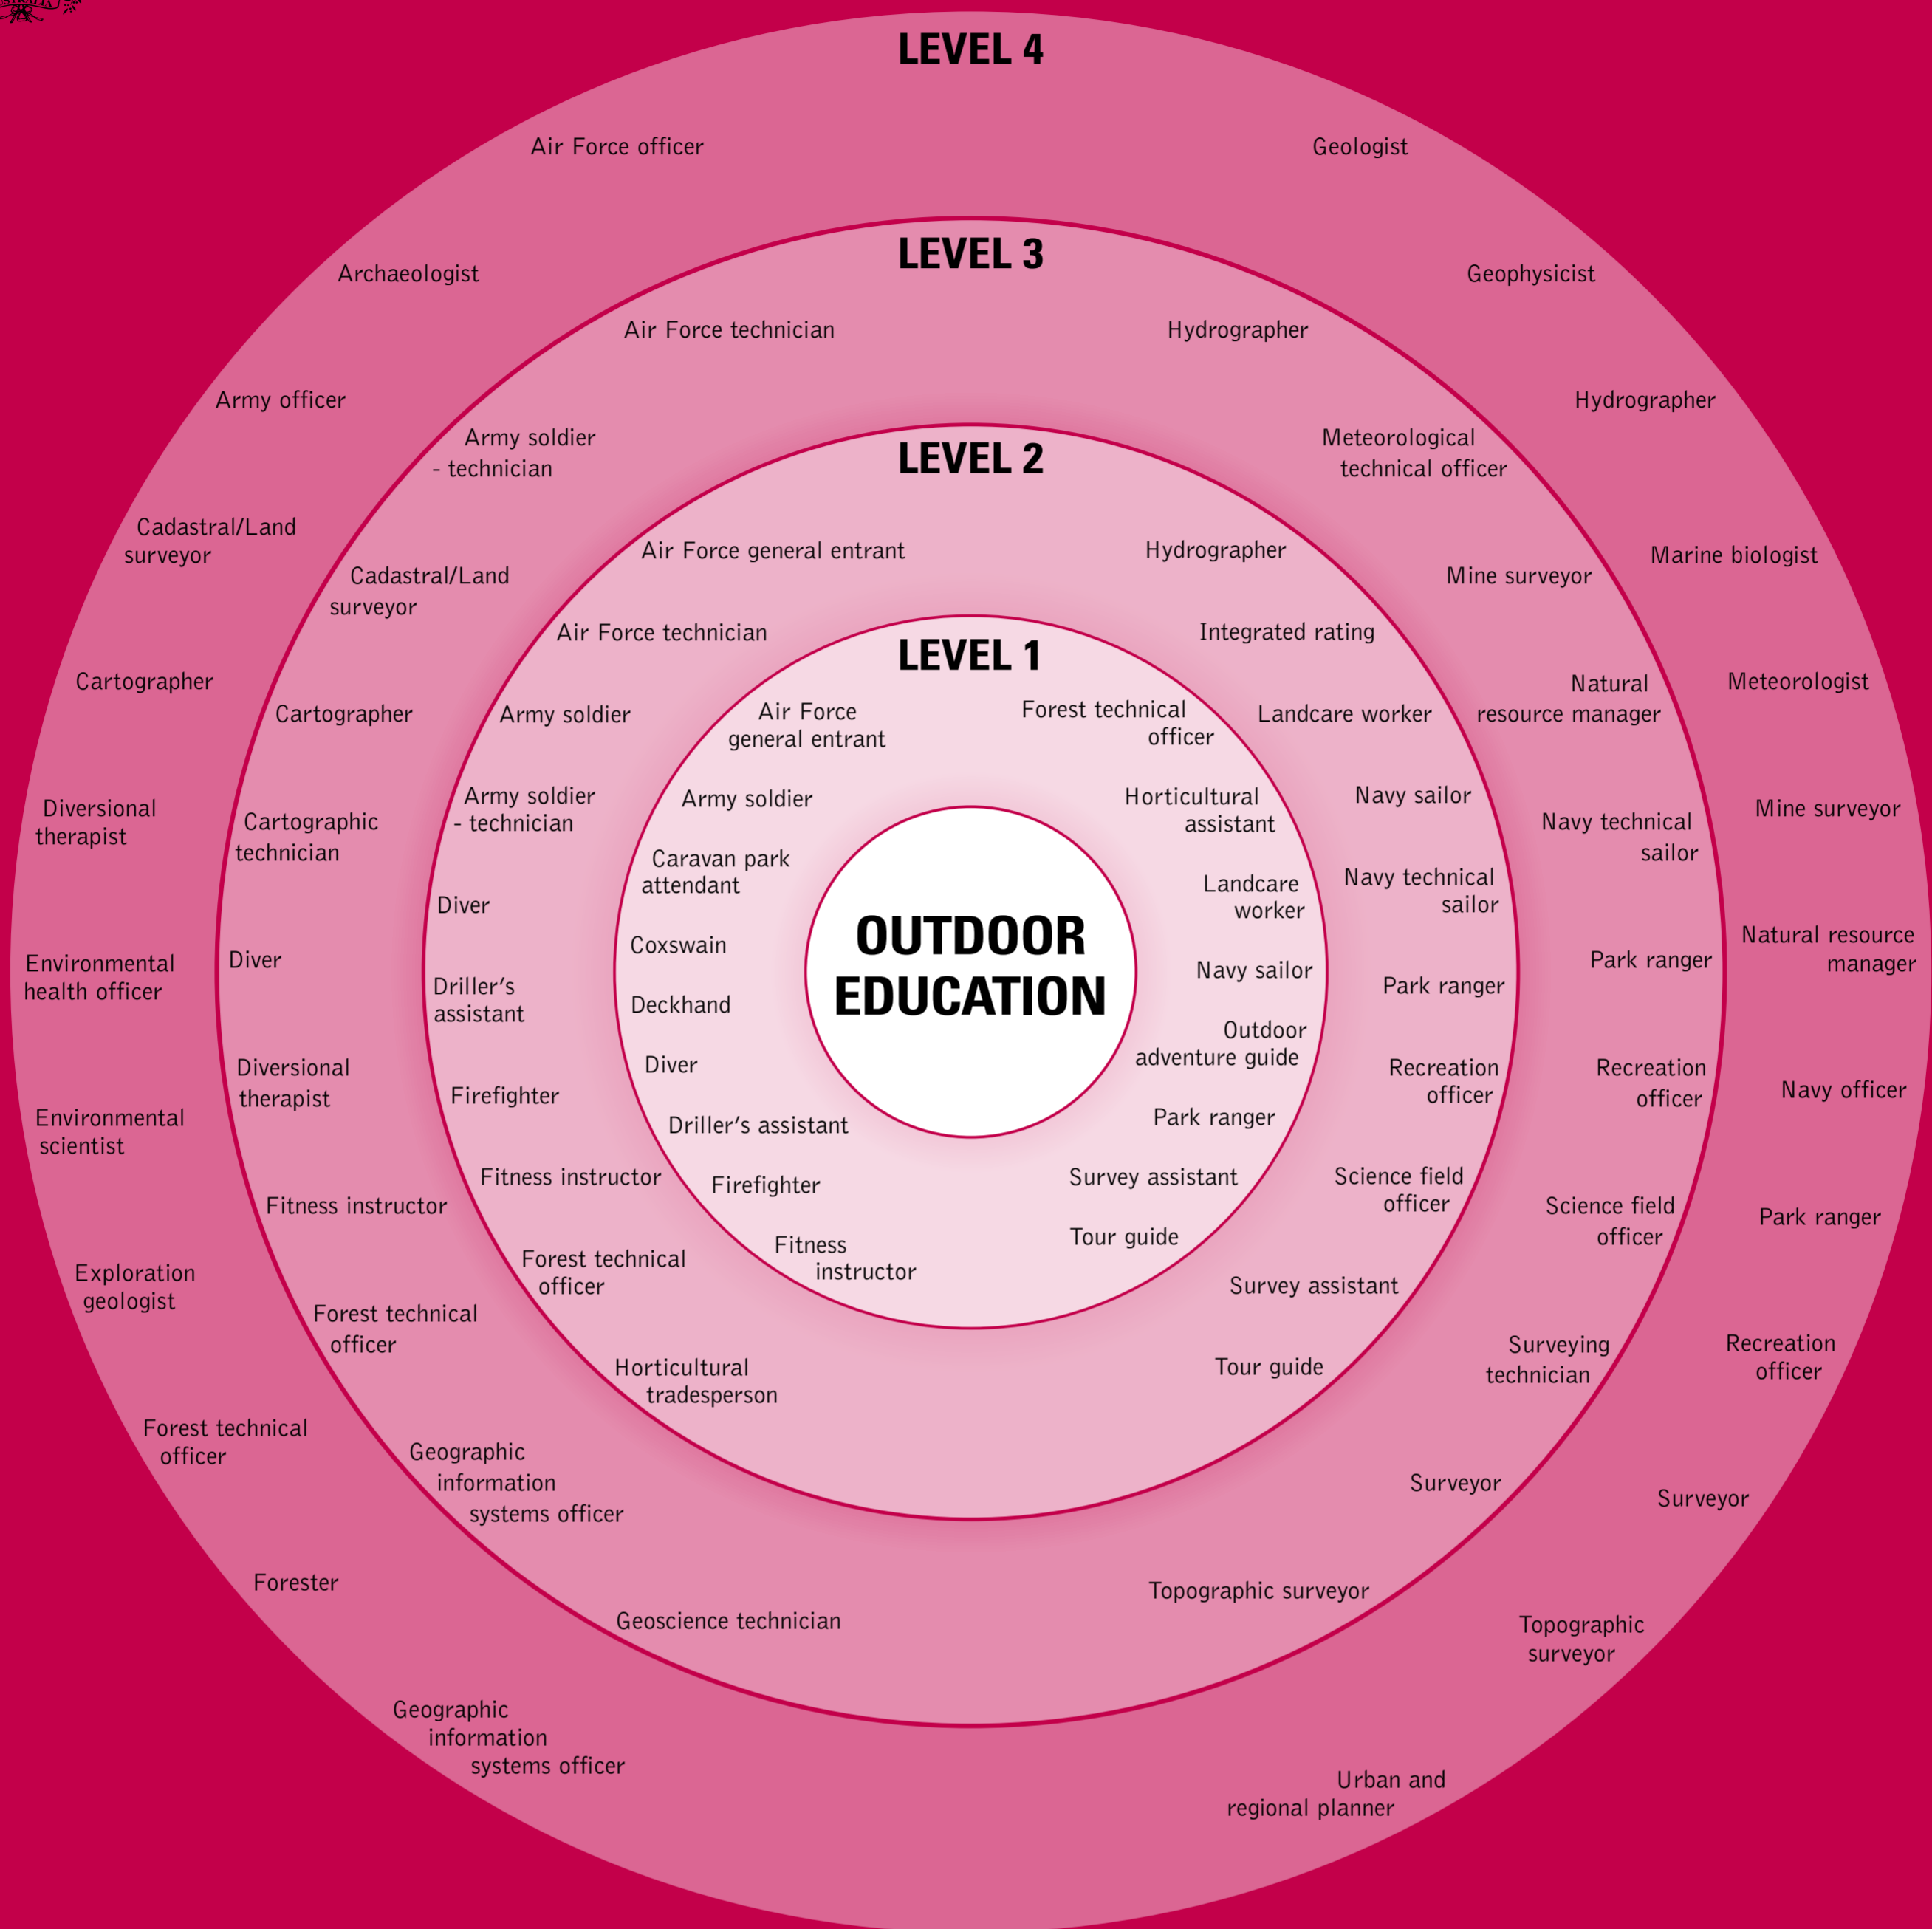 LEVEL 4
Air Force officer
Archaeologist
Army officer
Cadastral/Land
surveyor
Cartographer
Diversional
therapist
Environmental
health officer
Environmental
scientist
Exploration
geologist
Forest technical
officer
Forester
Geographic
information
systems officer
Geologist
Geophysicist
Hydrographer
Marine biologist
Meteorologist
Mine surveyor
Natural resource
manager
Navy officer
Park ranger
Recreation
officer
Surveyor
Topographic
surveyor
Urban and
regional planner
LEVEL 3
Air Force technician
Army soldier
- technician
Cadastral/Land
surveyor
Cartographer
Cartographic
technician
Diver
Diversional
therapist
Fitness instructor
Forest technical
officer
Geographic
information
systems officer
Geoscience technician
Hydrographer
Meteorological
technical officer
Mine surveyor
Natural
resource manager
Navy technical
sailor
Park ranger
Recreation
officer
Science field
officer
Surveying
technician
Surveyor
Topographic surveyor
LEVEL 2
Air Force general entrant
Air Force technician
Army soldier
Army soldier
- technician
Diver
Driller's
assistant
Firefighter
Fitness instructor
Forest technical
officer
Horticultural
tradesperson
Hydrographer
Integrated rating
Landcare worker
Navy sailor
Navy technical
sailor
Park ranger
Recreation
officer
Science field
officer
Survey assistant
Tour guide
LEVEL 1
Air Force
general entrant
Army soldier
Caravan park
attendant
Coxswain
Deckhand
Diver
Driller's assistant
Firefighter
Fitness
instructor
Forest technical
officer
Horticultural
assistant
Landcare
worker
Navy sailor
Outdoor
adventure guide
Park ranger
Survey assistant
Tour guide
OUTDOOR
EDUCATION